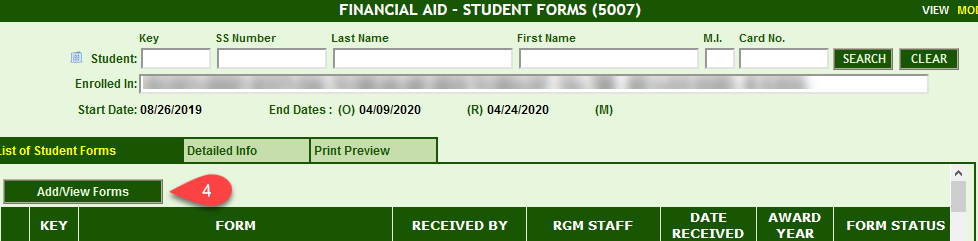 FINANCIAL AID - STUDENT FORMS (5007) VIEW MOD
Key SS Number Last Name First Name M.I. Card No.
Student: SEARCH CLEAR
Enrolled In:
Start Date: 08/26/2019 End Dates : (O) 04/09/2020 (R) 04/24/2020 (M)
List of Student Forms Detailed Info Print Preview
Add/View Forms 4
KEY FORM RECEIVED BY RGM STAFF DATE RECEIVED AWARD YEAR FORM STATUS